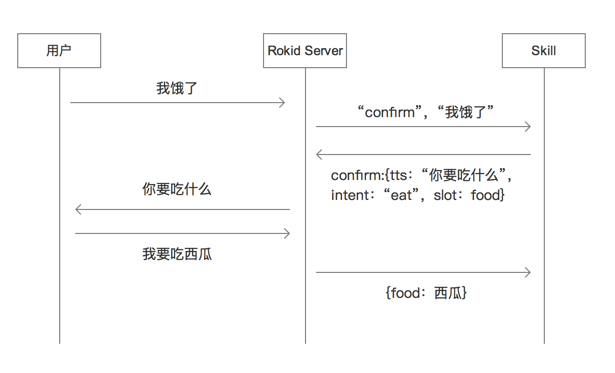 用户
Rokid Server
Skill
我饿了
“confirm”，“我饿了”
confirm:{tts：“你要吃什么”，
intent：“eat”，slot：food}
你要吃什么
我要吃西瓜
{food：西瓜}